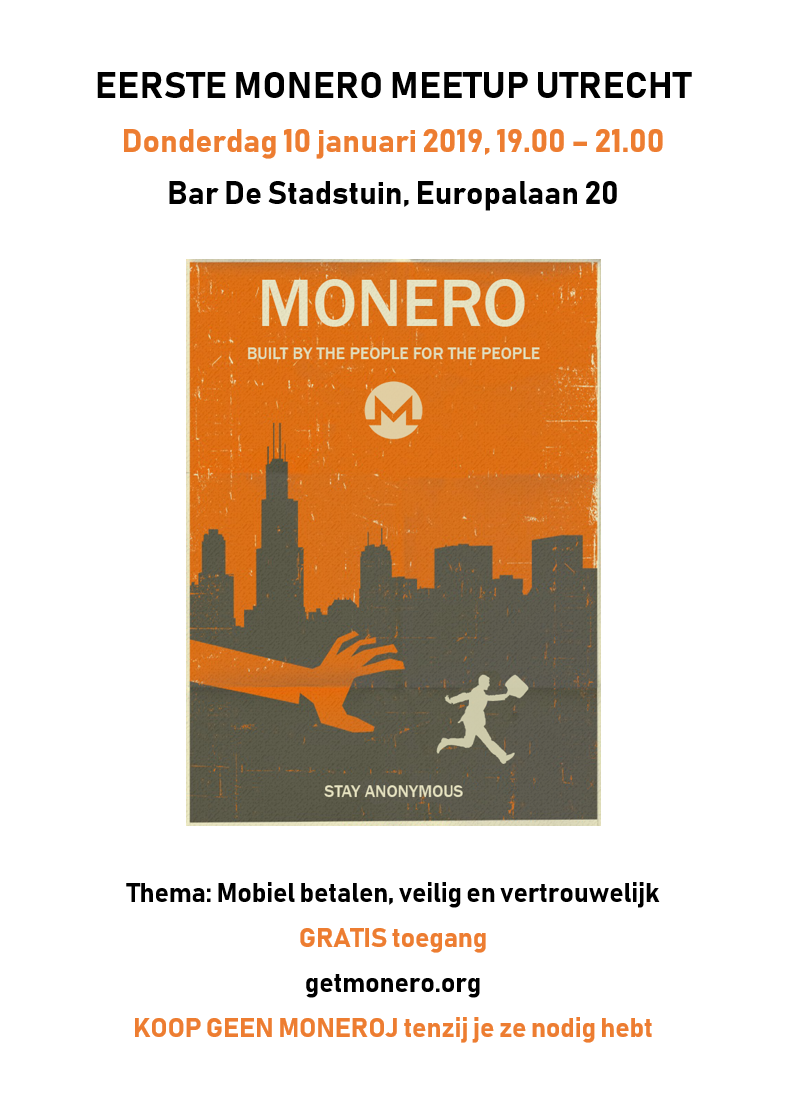 EERSTE MONERO MEETUP UTRECHT
Donderdag 10 januari 2019, 19.00 – 21.00
Bar De Stadstuin, Europalaan 20
MONERO
BUILT BY THE PEOPLE FOR THE PEOPLE
STAY ANONYMOUS
Thema: Mobiel betalen, veilig en vertrouwelijk
GRATIS toegang
getmonero.org
KOOP GEEN MONEROJ tenzij je ze nodig hebt